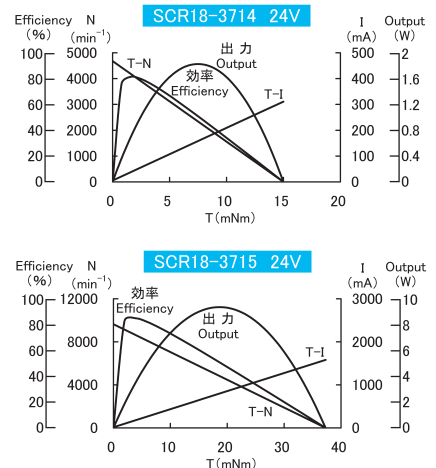 SCR18-3714 24V
Efficiency N I Output
(%) (min⁻¹) (mA) (W)
出 力
Output
T-N
効率
Efficiency
T-I
100 5000 500 2
80 4000 400 1.6
60 3000 300 1.2
40 2000 200 0.8
20 1000 100 0.4
0 0 0 0
0 5 10 15 20
T(mNm)
SCR18-3715 24V
Efficiency N I Output
(%) (min⁻¹) (mA) (W)
効率
Efficiency
出 力
Output
T-I
T-N
100 12000 3000 10
80 8
8000 2000
60 6
40 4
4000 1000
20 2
0 0 0 0
0 10 20 30 40
T(mNm)